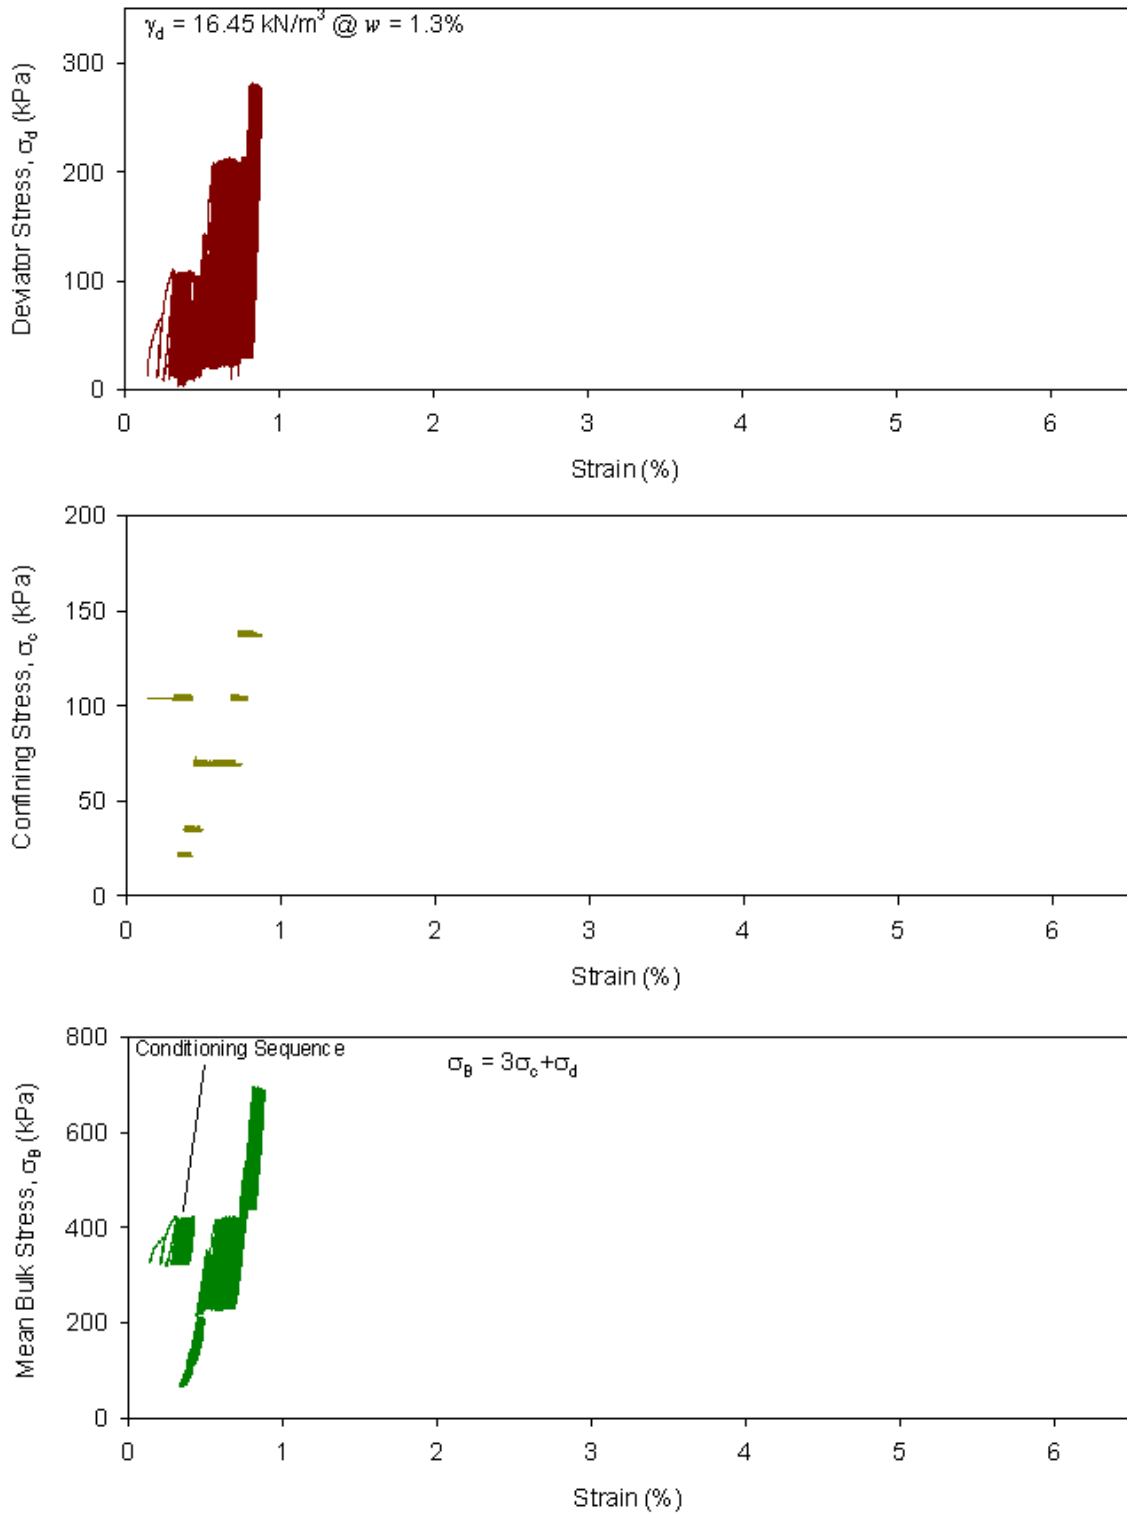 γd = 16.45 kN/m³ @ w = 1.3%
Deviator Stress, σd (kPa)
300
200
100
0
0 1 2 3 4 5 6
Strain (%)
Confining Stress, σc (kPa)
200
150
100
50
0
0 1 2 3 4 5 6
Strain (%)
Mean Bulk Stress, σB (kPa)
800
Conditioning Sequence
σB = 3σc+σd
600
400
200
0
0 1 2 3 4 5 6
Strain (%)